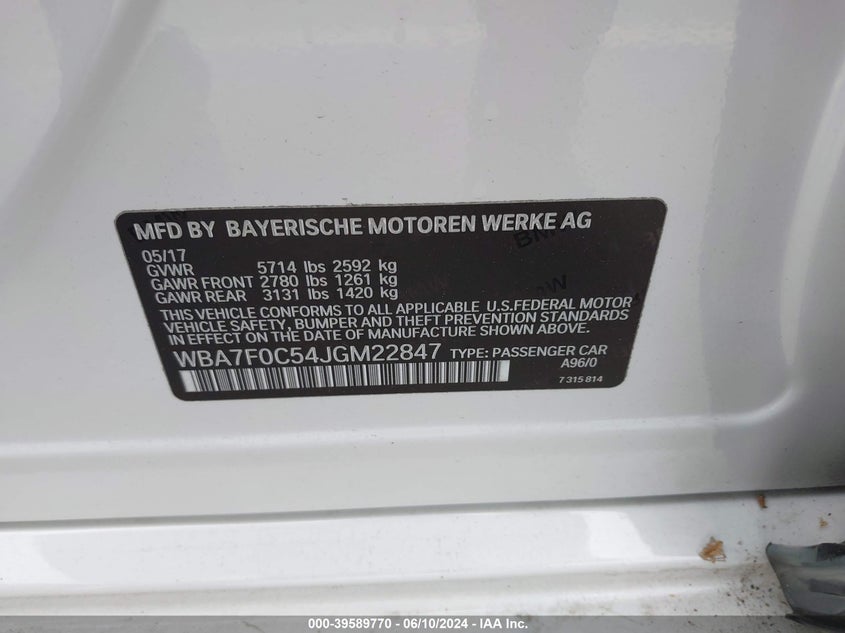 MFD BY BAYERISCHE MOTOREN WERKE AG
05/17
GVWR 5714 lbs 2592 kg
GAWR FRONT 2780 lbs 1261 kg
GAWR REAR 3131 lbs 1420 kg
THIS VEHICLE CONFORMS TO ALL APPLICABLE U.S.FEDERAL MOTOR
VEHICLE SAFETY, BUMPER AND THEFT PREVENTION STANDARDS
IN EFFECT ON THE DATE OF MANUFACTURE SHOWN ABOVE.
WBA7F0C54JGM22847 TYPE: PASSENGER CAR
A96/0
7 315 814
000-39589770 - 06/10/2024 - IAA Inc.